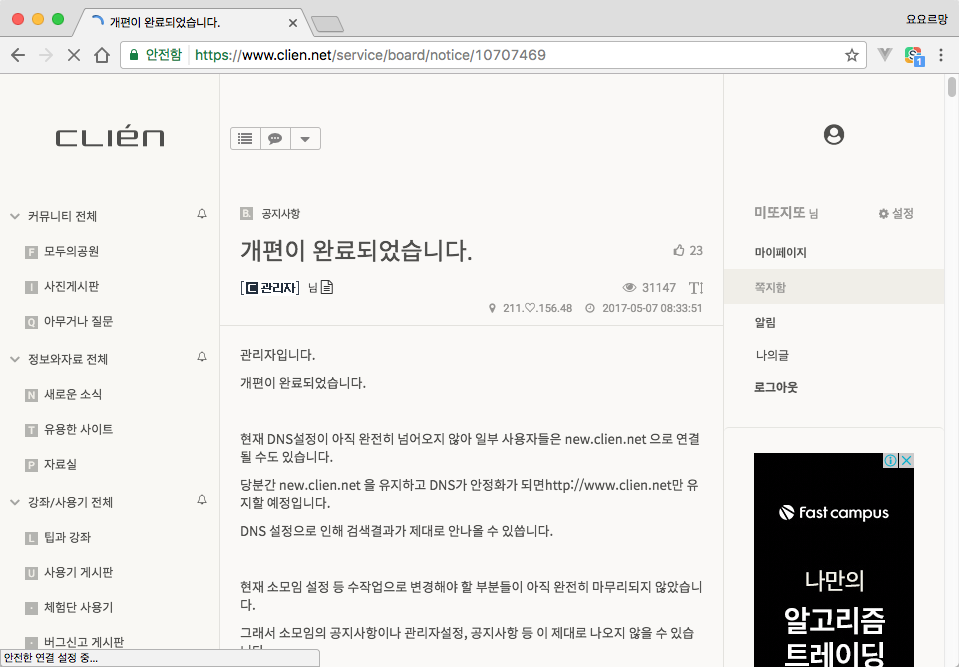 개편이 완료되었습니다.
요요르망
안전함
https://www.clien.net/service/board/notice/10707469
1
CLIÉN
커뮤니티 전체
F 모두의공원
I 사진게시판
Q 아무거나 질문
정보와자료 전체
N 새로운 소식
T 유용한 사이트
P 자료실
강좌/사용기 전체
L 팁과 강좌
U 사용기 게시판
· 체험단 사용기
· 버그신고 게시판
안전한 연결 설정 중...
B. 공지사항
개편이 완료되었습니다.
23
[C 관리자] 님
31147
211.♡.156.48 2017-05-07 08:33:51
관리자입니다.
개편이 완료되었습니다.
현재 DNS설정이 아직 완전히 넘어오지 않아 일부 사용자들은 new.clien.net 으로 연결
될 수도 있습니다.
당분간 new.clien.net 을 유지하고 DNS가 안정화가 되면http://www.clien.net만 유
지할 예정입니다.
DNS 설정으로 인해 검색결과가 제대로 안나올 수 있씁니다.
현재 소모임 설정 등 수작업으로 변경해야 할 부분들이 아직 완전히 마무리되지 않았습니
다.
그래서 소모임의 공지사항이나 관리자설정, 공지사항 등 이 제대로 나오지 않을 수 있습
미또지또 님
설정
마이페이지
쪽지함
알림
나의글
로그아웃
Fast campus
나만의
알고리즘
트레이딩